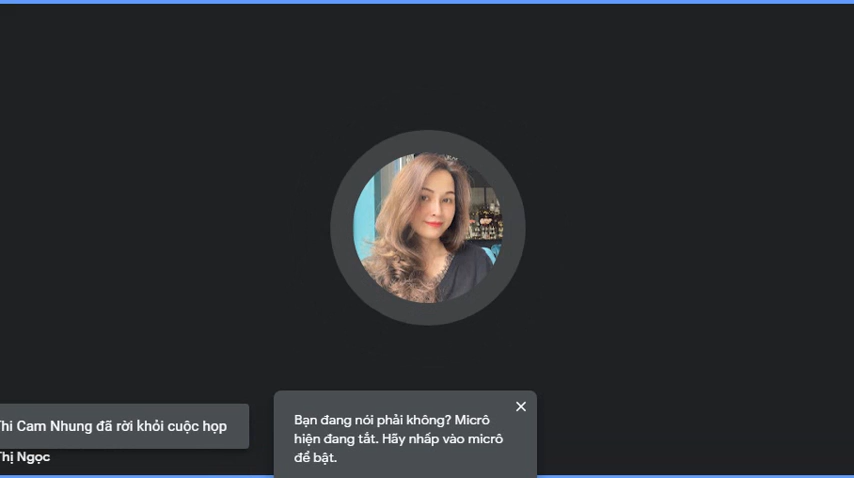 Thi Cam Nhung đã rời khỏi cuộc họp
Thị Ngọc
Bạn đang nói phải không? Micrô
hiện đang tắt. Hãy nhấp vào micrô
để bật.